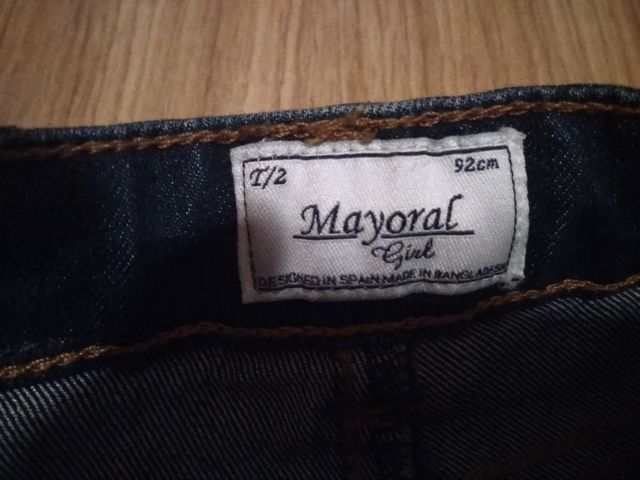 T/2 92cm
Mayoral
Girl
DESIGNED IN SPAIN MADE IN BANGLADESH